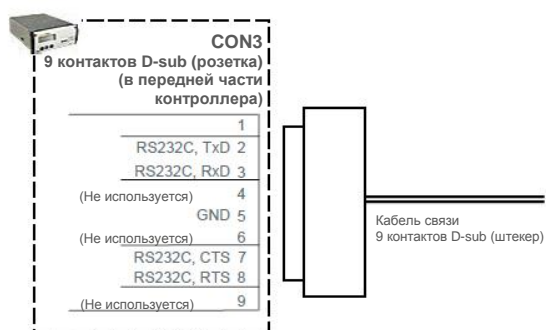 CON3
9 контактов D-sub (розетка)
(в передней части
контроллера)
1
RS232C, TxD 2
RS232C, RxD 3
(Не используется) 4
GND 5
(Не используется) 6
RS232C, CTS 7
RS232C, RTS 8
(Не используется) 9
Кабель связи
9 контактов D-sub (штекер)